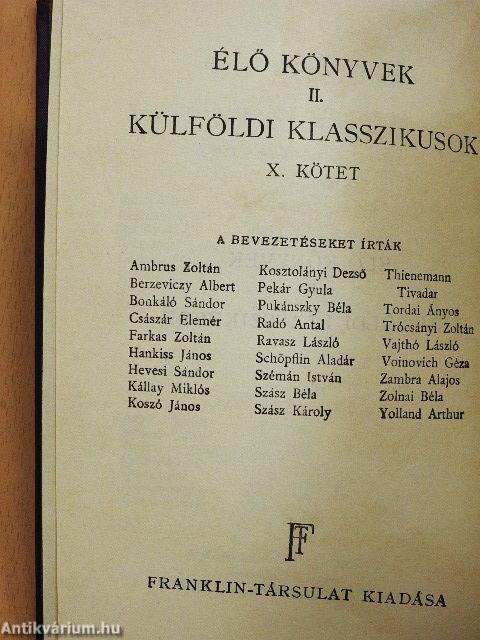 ÉLŐ KÖNYVEK
II.
KÜLFÖLDI KLASSZIKUSOK
X. KÖTET
A BEVEZETÉSEKET ÍRTÁK
Ambrus Zoltán
Berzeviczy Albert
Bonkáló Sándor
Császár Elemér
Farkas Zoltán
Hankiss János
Hevesi Sándor
Kállay Miklós
Koszó János
Kosztolányi Dezső
Pekár Gyula
Pukánszky Béla
Radó Antal
Ravasz László
Schöpflin Aladár
Szémán István
Szász Béla
Szász Károly
Thienemann
Tivadar
Tordai Ányos
Trócsányi Zoltán
Vajthó László
Voinovich Géza
Zambra Alajos
Zolnai Béla
Yolland Arthur
FT
FRANKLIN-TÁRSULAT KIADÁSA
Antikvárium.hu